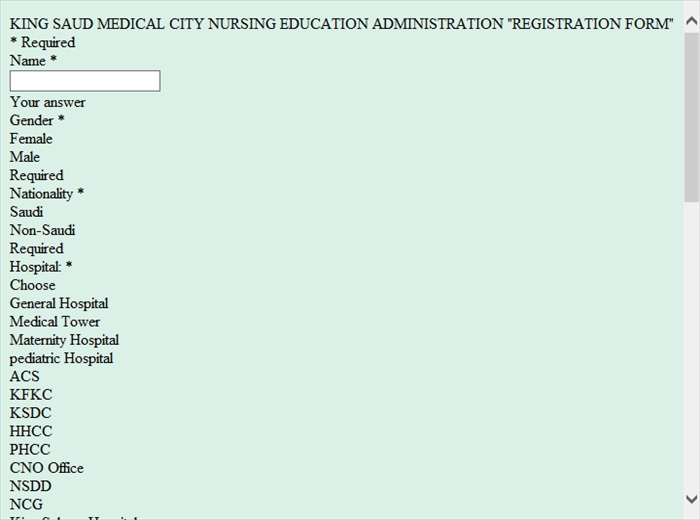 KING SAUD MEDICAL CITY NURSING EDUCATION ADMINISTRATION "REGISTRATION FORM"
* Required
Name *
Your answer
Gender *
Female
Male
Required
Nationality *
Saudi
Non-Saudi
Required
Hospital: *
Choose
General Hospital
Medical Tower
Maternity Hospital
pediatric Hospital
ACS
KFKC
KSDC
HHCC
PHCC
CNO Office
NSDD
NCG